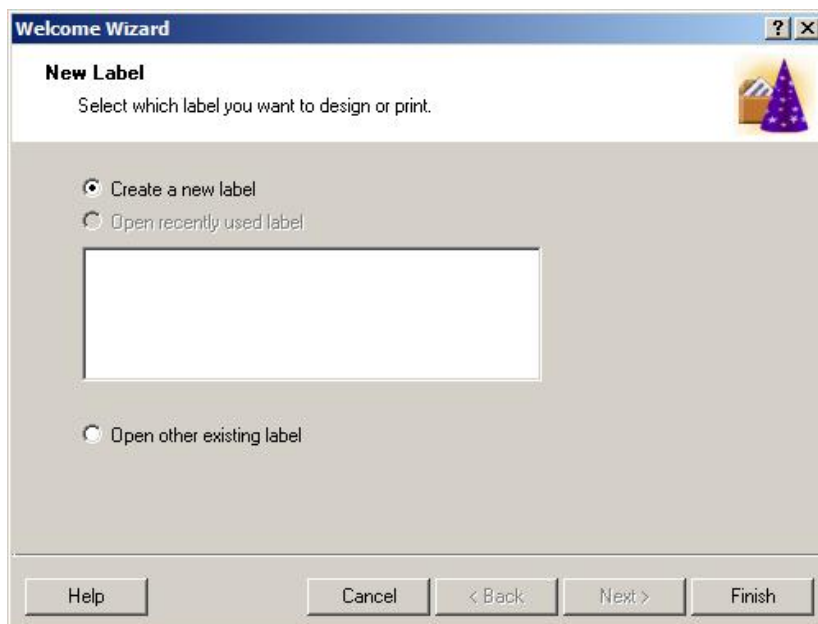 Welcome Wizard
New Label
Select which label you want to design or print.
Create a new label
Open recently used label
Open other existing label
Help Cancel < Back Next > Finish